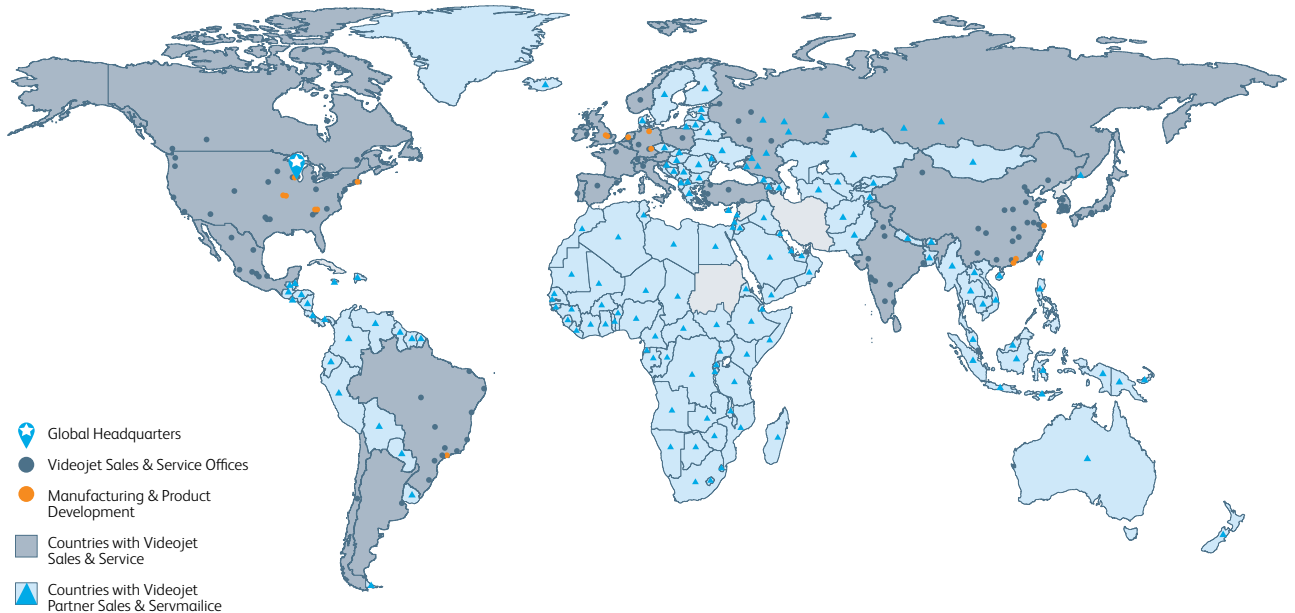 Global Headquarters
Videojet Sales & Service Offices
Manufacturing & Product
Development
Countries with Videojet
Sales & Service
Countries with Videojet
Partner Sales & Servmailice